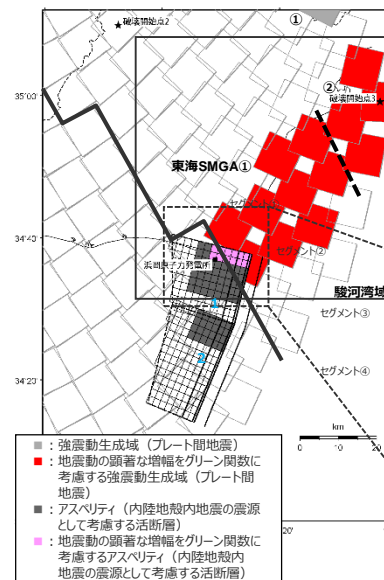 ①
★破壊開始点2
②
破壊開始点3
35°00'
東海SMGA①
セグメント①
34°40'
セグメント②
浜岡原子力発電所
駿河湾域
1
セグメント③
2
34°20'
セグメント④
km
0 10 20
■：強震動生成域（プレート間地震）
■：地震動の顕著な増幅をグリーン関数に
考慮する強震動生成域（プレート間
地震）
■：アスペリティ（内陸地殻内地震の震源
として考慮する活断層）
■：地震動の顕著な増幅をグリーン関数に
考慮するアスペリティ（内陸地殻内
地震の震源として考慮する活断層）
20'